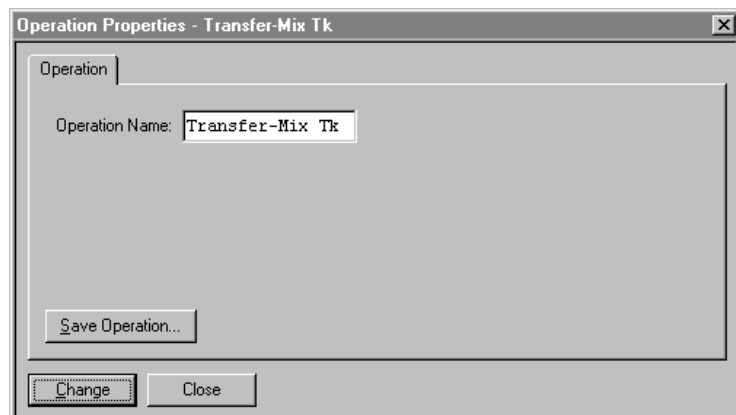 Operation Properties - Transfer-Mix Tk
Operation
Operation Name: Transfer-Mix Tk
Save Operation...
Change Close